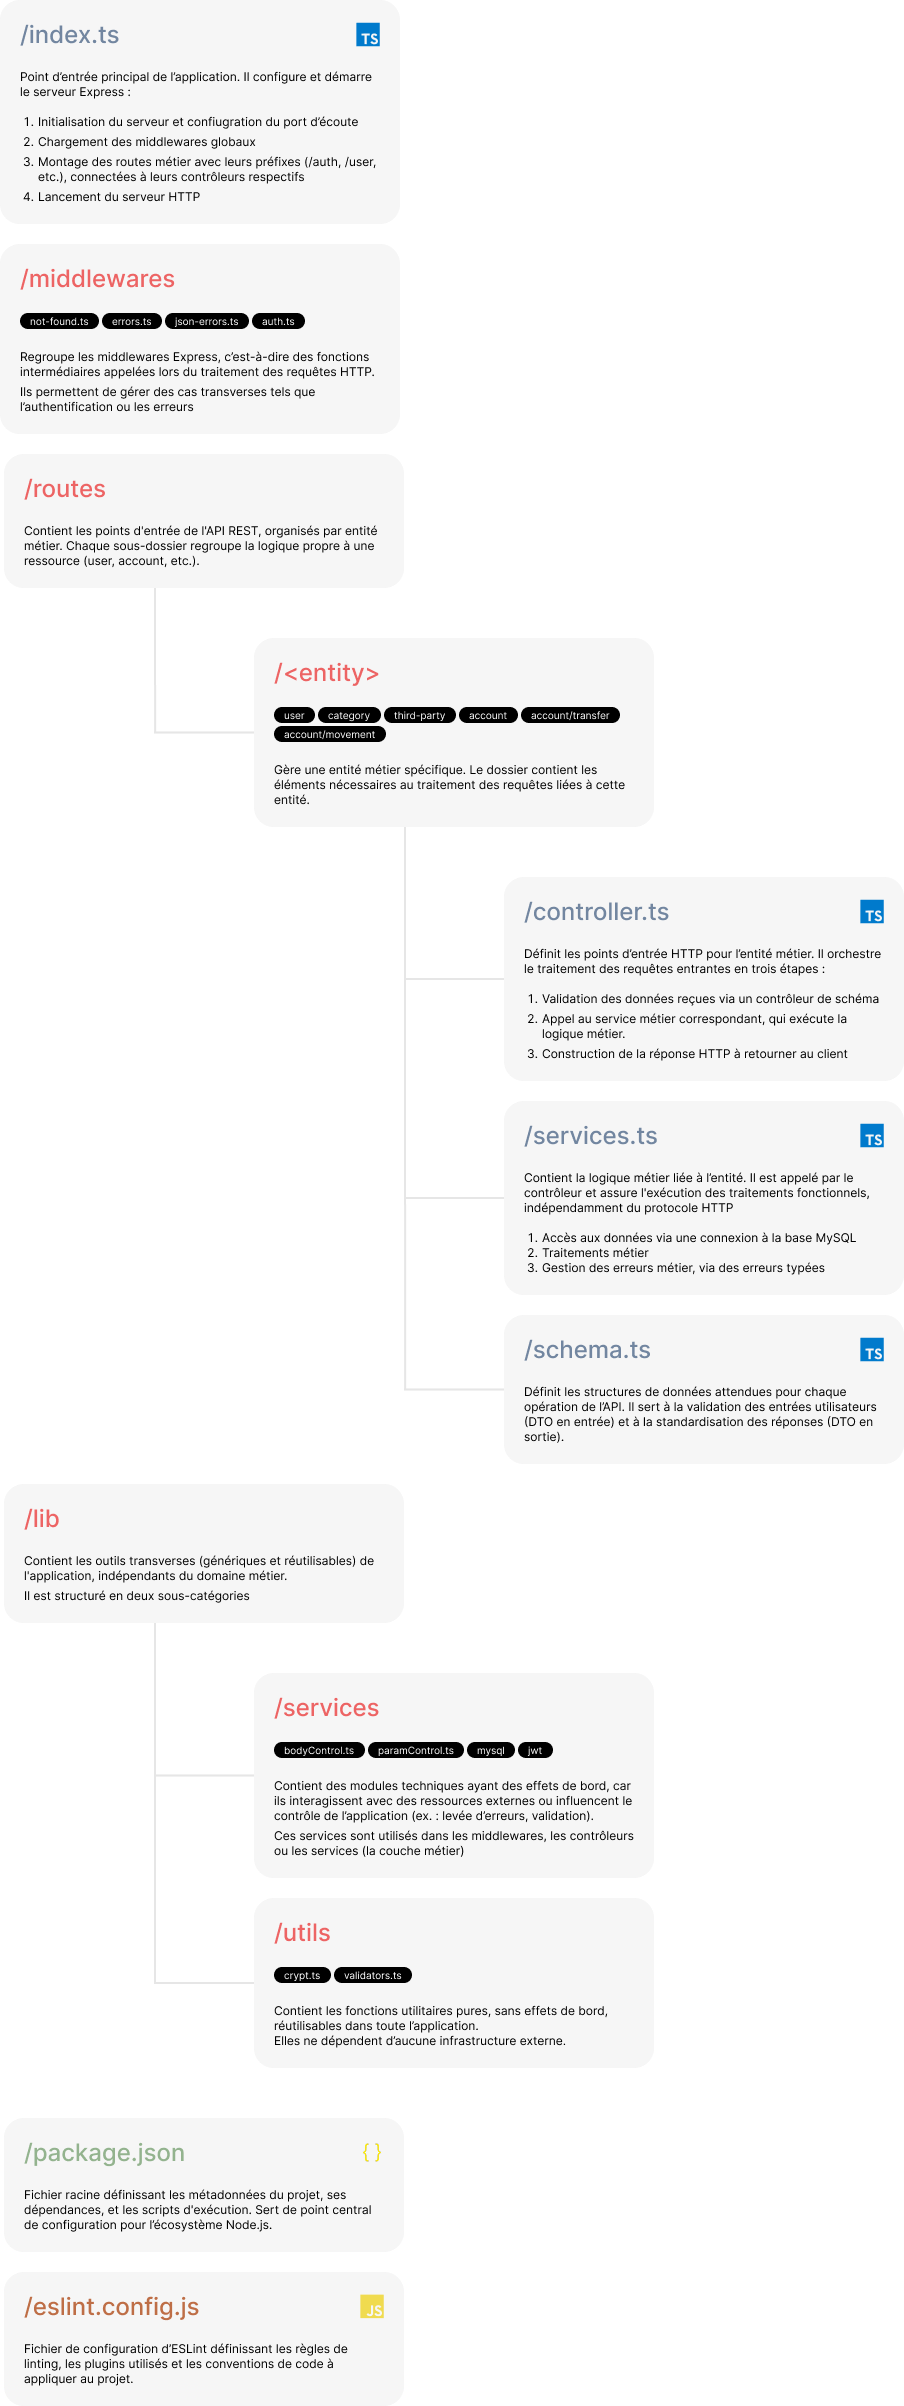 /index.ts
TS
Point d’entrée principal de l’application. Il configure et démarre
le serveur Express :
1. Initialisation du serveur et confiugration du port d’écoute
2. Chargement des middlewares globaux
3. Montage des routes métier avec leurs préfixes (/auth, /user,
etc.), connectées à leurs contrôleurs respectifs
4. Lancement du serveur HTTP
/middlewares
not-found.ts errors.ts json-errors.ts auth.ts
Regroupe les middlewares Express, c’est-à-dire des fonctions
intermédiaires appelées lors du traitement des requêtes HTTP.
Ils permettent de gérer des cas transverses tels que
l’authentification ou les erreurs
/routes
Contient les points d'entrée de l'API REST, organisés par entité
métier. Chaque sous-dossier regroupe la logique propre à une
ressource (user, account, etc.).
/<entity>
user category third-party account account/transfer
account/movement
Gère une entité métier spécifique. Le dossier contient les
éléments nécessaires au traitement des requêtes liées à cette
entité.
/controller.ts
TS
Définit les points d’entrée HTTP pour l’entité métier. Il orchestre
le traitement des requêtes entrantes en trois étapes :
1. Validation des données reçues via un contrôleur de schéma
2. Appel au service métier correspondant, qui exécute la
logique métier.
3. Construction de la réponse HTTP à retourner au client
/services.ts
TS
Contient la logique métier liée à l’entité. Il est appelé par le
contrôleur et assure l'exécution des traitements fonctionnels,
indépendamment du protocole HTTP
1. Accès aux données via une connexion à la base MySQL
2. Traitements métier
3. Gestion des erreurs métier, via des erreurs typées
/schema.ts
TS
Définit les structures de données attendues pour chaque
opération de l’API. Il sert à la validation des entrées utilisateurs
(DTO en entrée) et à la standardisation des réponses (DTO en
sortie).
/lib
Contient les outils transverses (génériques et réutilisables) de
l'application, indépendants du domaine métier.
Il est structuré en deux sous-catégories
/services
bodyControl.ts paramControl.ts mysql jwt
Contient des modules techniques ayant des effets de bord, car
ils interagissent avec des ressources externes ou influencent le
contrôle de l’application (ex. : levée d’erreurs, validation).
Ces services sont utilisés dans les middlewares, les contrôleurs
ou les services (la couche métier)
/utils
crypt.ts validators.ts
Contient les fonctions utilitaires pures, sans effets de bord,
réutilisables dans toute l’application.
Elles ne dépendent d’aucune infrastructure externe.
/package.json
{ }
Fichier racine définissant les métadonnées du projet, ses
dépendances, et les scripts d'exécution. Sert de point central
de configuration pour l’écosystème Node.js.
/eslint.config.js
JS
Fichier de configuration d’ESLint définissant les règles de
linting, les plugins utilisés et les conventions de code à
appliquer au projet.